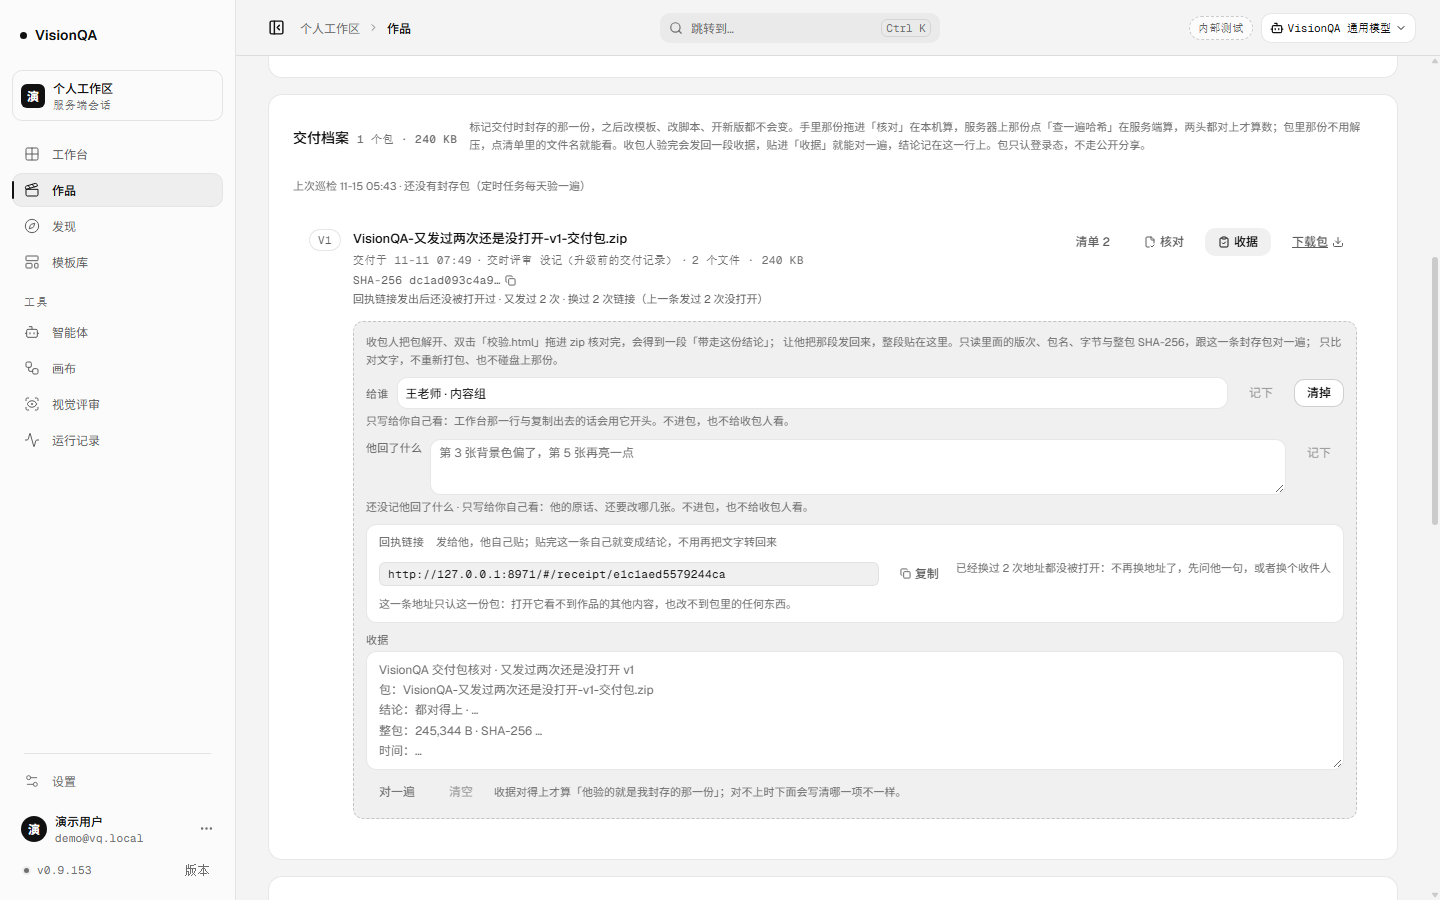 VisionQA
演
个人工作区
服务端会话
工作台
作品
发现
模板库
工具
智能体
画布
视觉评审
运行记录
设置
演
演示用户
demo@vq.local
v0.9.153
版本
个人工作区
作品
跳转到…
Ctrl K
内部测试
VisionQA 通用模型
交付档案
1 个包 · 240 KB
标记交付时封存的那一份，之后改模板、改脚本、开新版都不会变。手里那份拖进「核对」在本机算，服务器上那份点「查一遍哈希」在服务端算，两头都对上才算数；包里那份不用解
压，点清单里的文件名就能看。收包人验完会发回一段收据，贴进「收据」就能对一遍，结论记在这一行上。包只认登录态，不走公开分享。
上次巡检 11-15 05:43 · 还没有封存包（定时任务每天验一遍）
V1
VisionQA-又发过两次还是没打开-v1-交付包.zip
清单 2
核对
收据
下载包
交付于 11-11 07:49 · 交时评审 没记（升级前的交付记录） · 2 个文件 · 240 KB
SHA-256 dc1ad093c4a9…
回执链接发出后还没被打开过 · 又发过 2 次 · 换过 2 次链接（上一条发过 2 次没打开）
收包人把包解开、双击「校验.html」拖进 zip 核对完，会得到一段「带走这份结论」；让他把那段发回来，整段贴在这里。只读里面的版次、包名、字节与整包 SHA-256，跟这一条封存包对一遍；只比
对文字，不重新打包、也不碰盘上那份。
给谁
王老师 · 内容组
记下
清掉
只写给你自己看：工作台那一行与复制出去的话会用它开头。不进包，也不给收包人看。
他回了什么
第 3 张背景色偏了，第 5 张再亮一点
记下
还没记他回了什么 · 只写给你自己看：他的原话、还要改哪几张。不进包，也不给收包人看。
回执链接
发给他，他自己贴；贴完这一条自己就变成结论，不用再把文字转回来
http://127.0.0.1:8971/#/receipt/e1c1aed5579244ca
复制
已经换过 2 次地址都没被打开：不再换地址了，先问他一句，或者换个收件人
这一条地址只认这一份包：打开它看不到作品的其他内容，也改不到包里的任何东西。
收据
VisionQA 交付包核对 · 又发过两次还是没打开 v1
包：VisionQA-又发过两次还是没打开-v1-交付包.zip
结论：都对得上 · …
整包：245,344 B · SHA-256 …
时间：…
对一遍
清空
收据对得上才算「他验的就是我封存的那一份」；对不上时下面会写清哪一项不一样。